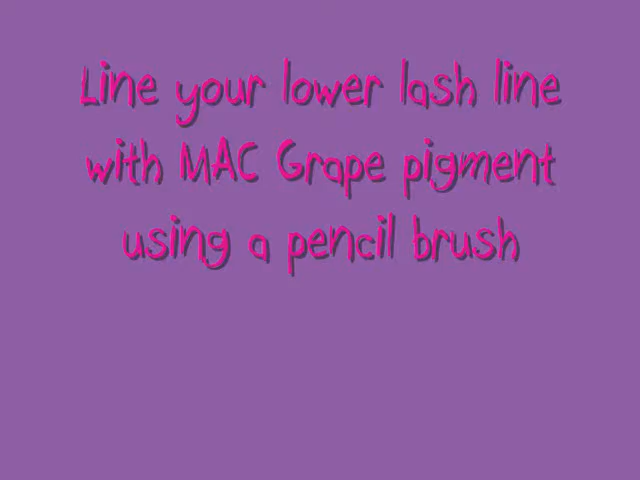 Line your lower lash line
with MAC Grape pigment
using a pencil brush